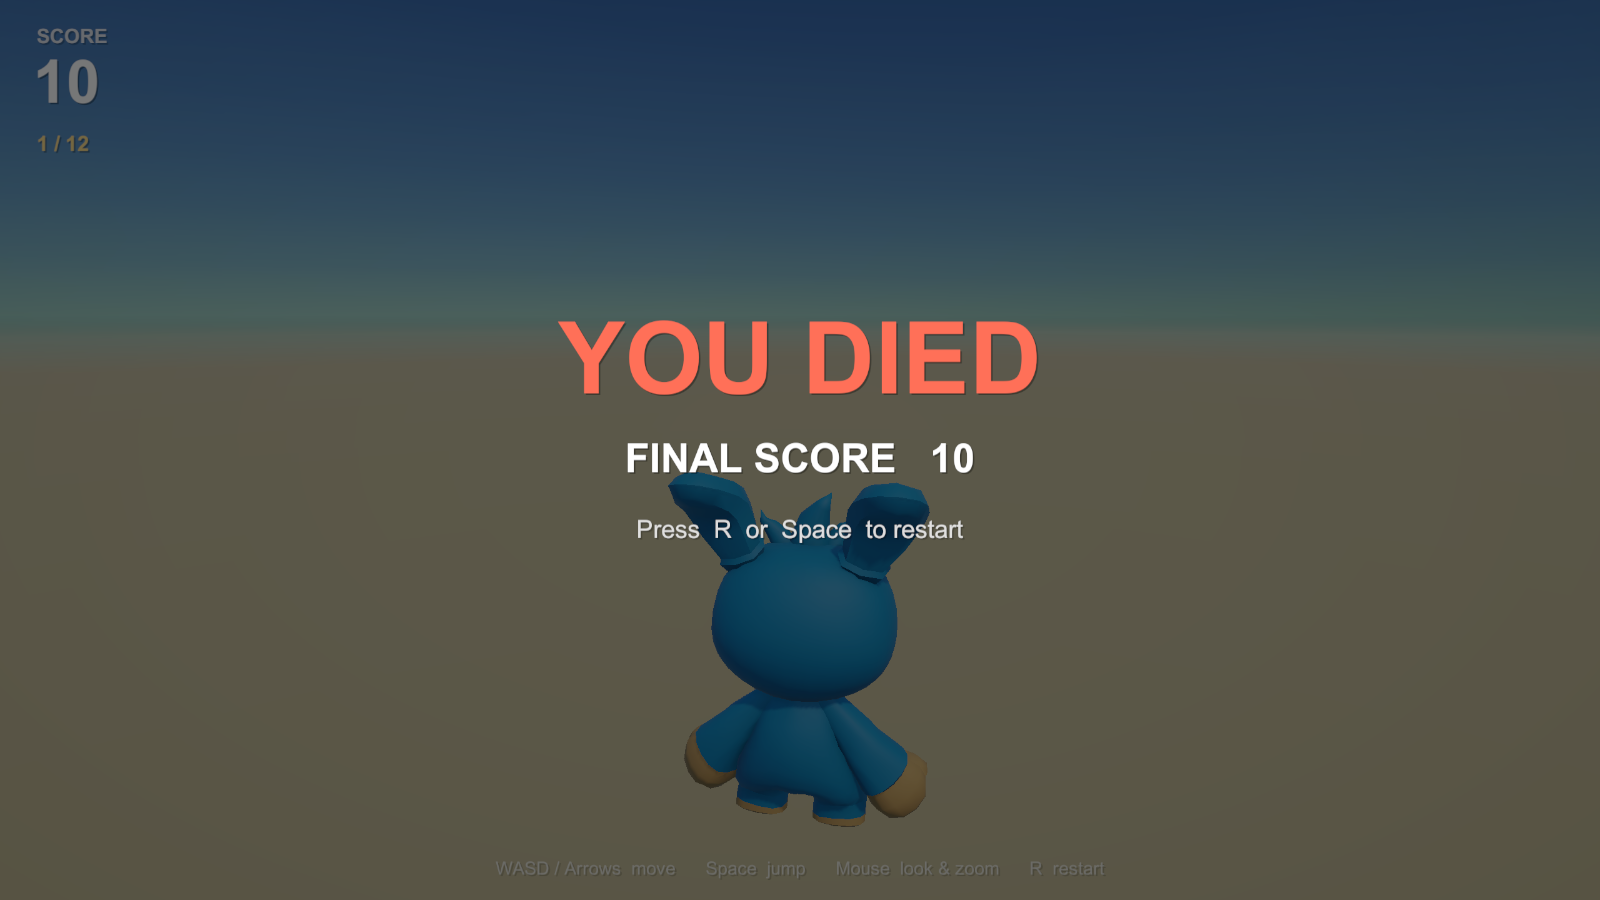 SCORE
10
1 / 12
YOU DIED
FINAL SCORE 10
Press R or Space to restart
WASD / Arrows move Space jump Mouse look & zoom R restart